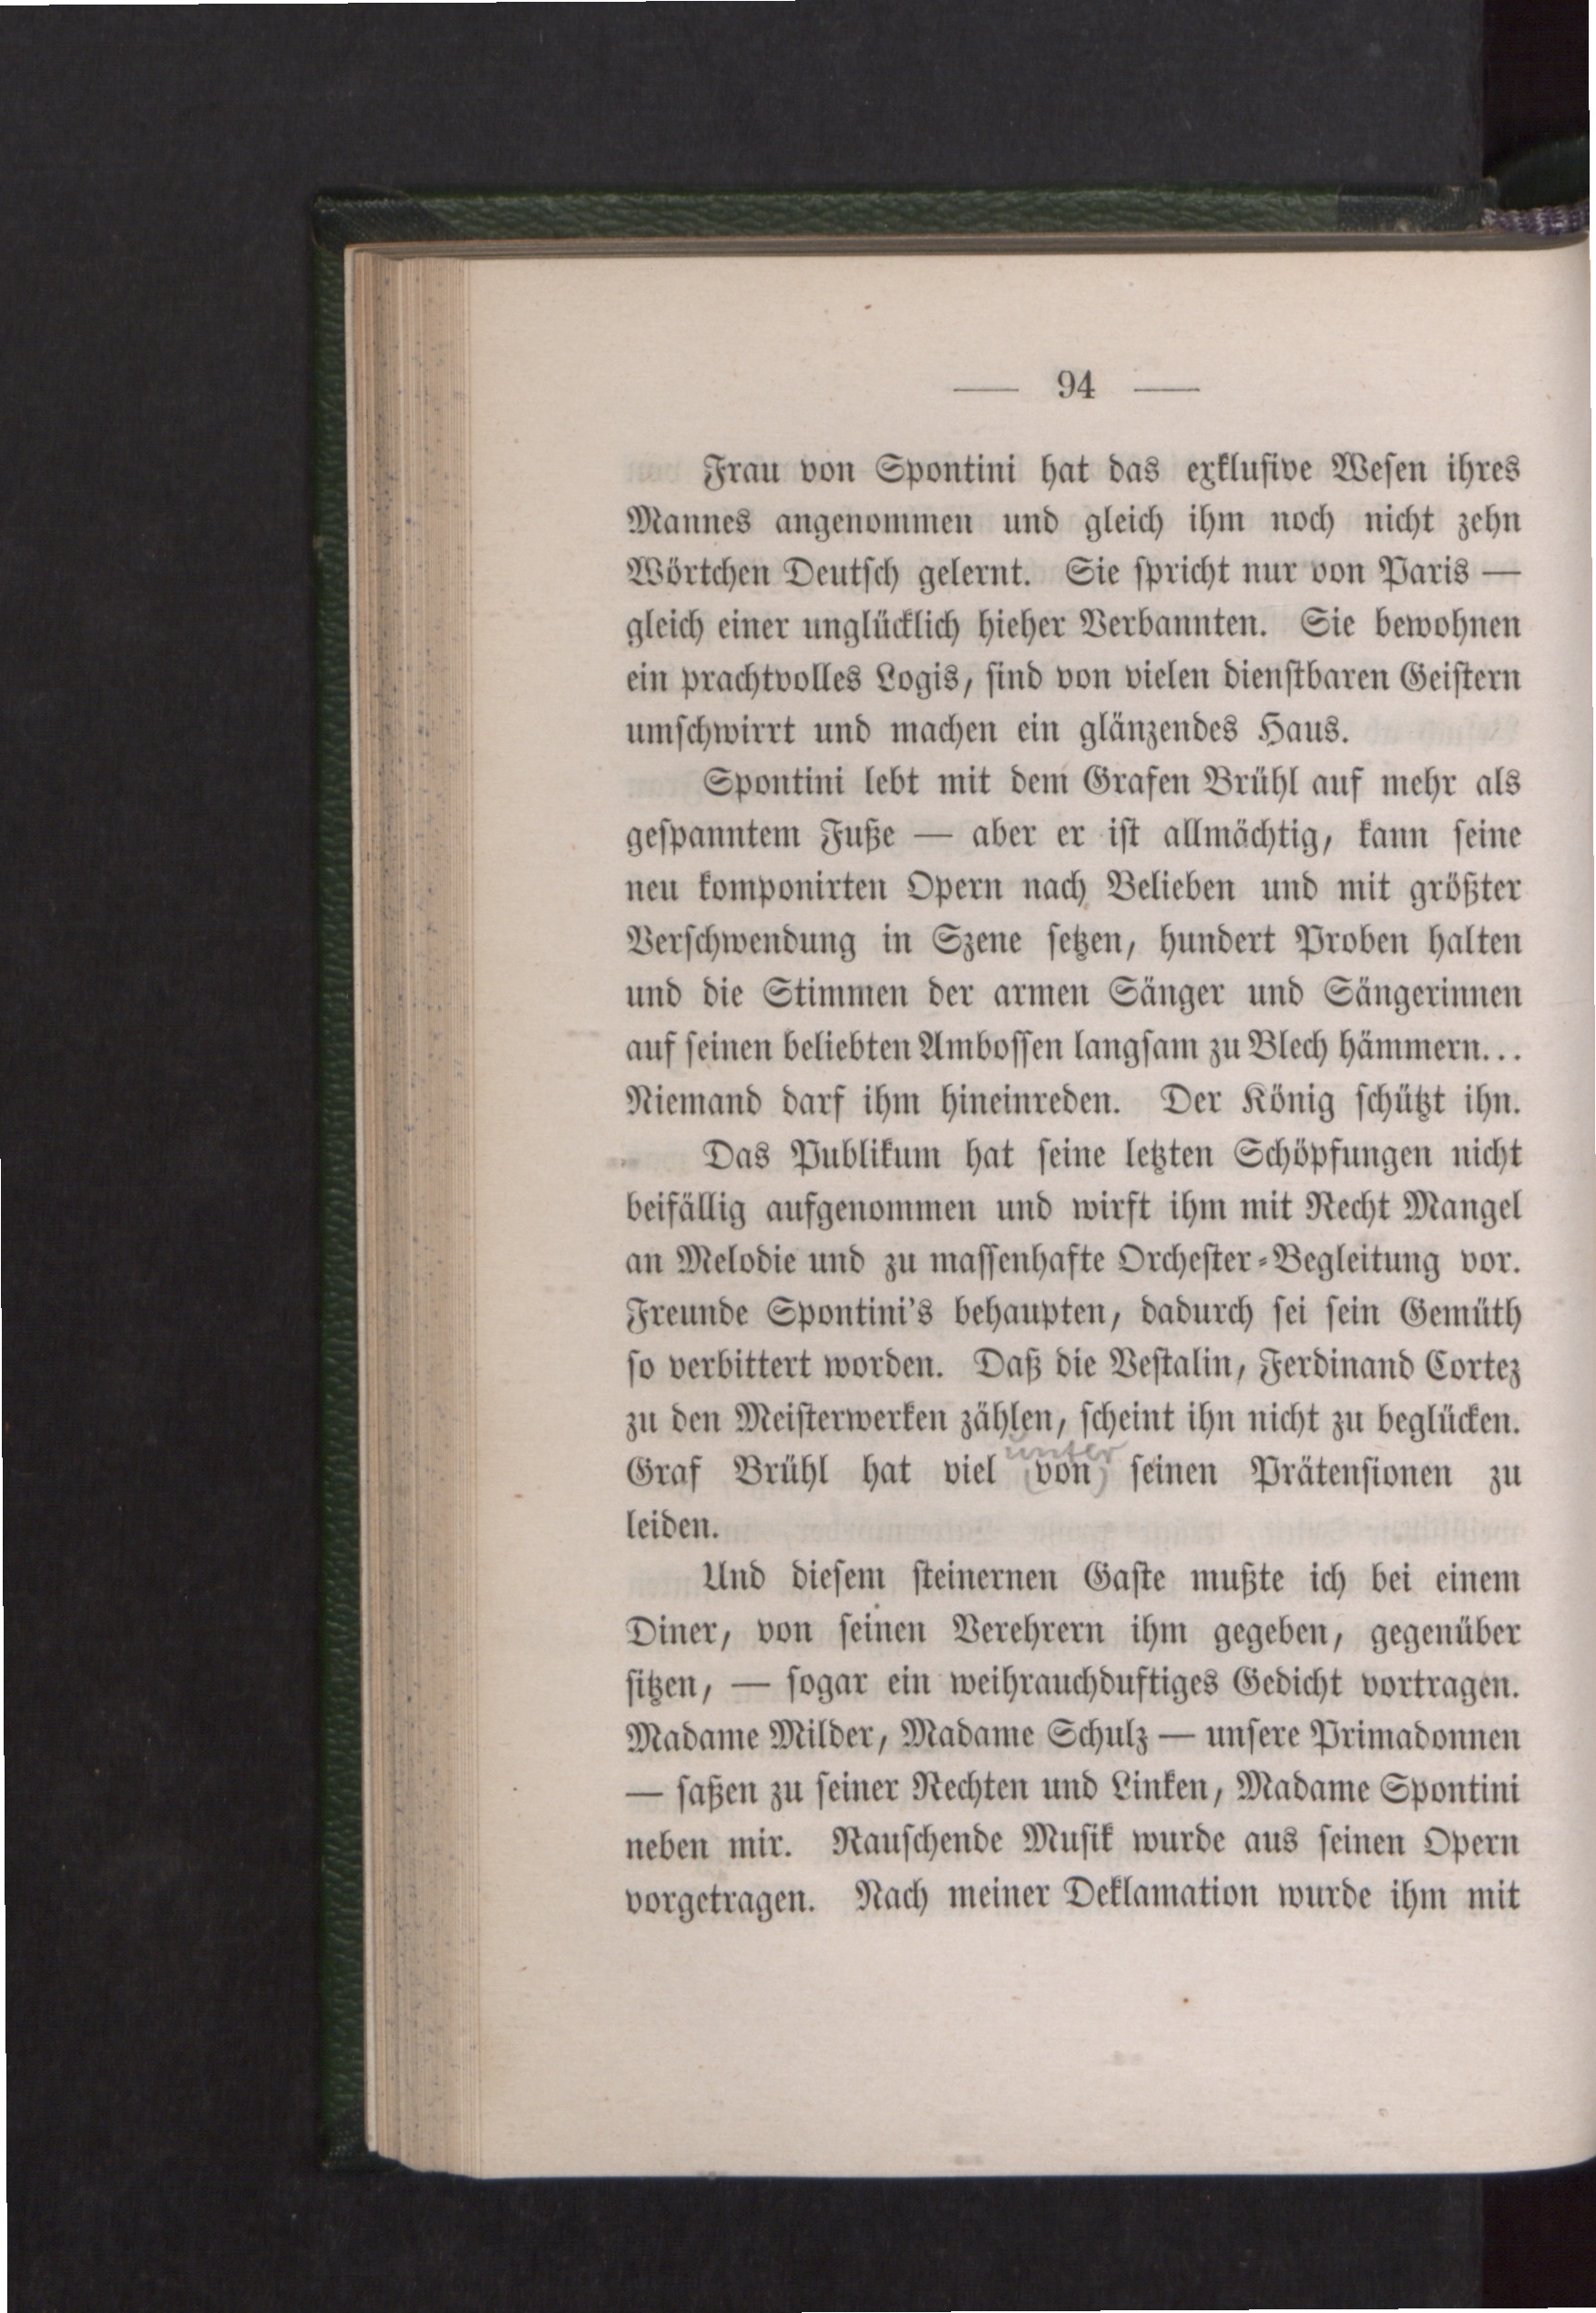 — 94 —
Frau von Spontini hat das exklusive Wesen ihres
Mannes angenommen und gleich ihm noch nicht zehn
Wörtchen Deutsch gelernt. Sie spricht nur von Paris —
gleich einer unglücklich hieher Verbannten. Sie bewohnen
ein prachtvolles Logis, sind von vielen dienstbaren Geistern
umschwirrt und machen ein glänzendes Haus.
Spontini lebt mit dem Grafen Brühl auf mehr als
gespanntem Fuße — aber er ist allmächtig, kann seine
neu komponirten Opern nach Belieben und mit größter
Verschwendung in Szene setzen, hundert Proben halten
und die Stimmen der armen Sänger und Sängerinnen
auf seinen beliebten Ambossen langsam zu Blech hämmern...
Niemand darf ihm hineinreden. Der König schützt ihn.
Das Publikum hat seine letzten Schöpfungen nicht
beifällig aufgenommen und wirft ihm mit Recht Mangel
an Melodie und zu massenhafte Orchester-Begleitung vor.
Freunde Spontini's behaupten, dadurch sei sein Gemüth
so verbittert worden. Daß die Vestalin, Ferdinand Cortez
zu den Meisterwerken zählen, scheint ihn nicht zu beglücken.
unter
Graf Brühl hat viel (von) seinen Prätensionen zu
leiden.
Und diesem steinernen Gaste mußte ich bei einem
Diner, von seinen Verehrern ihm gegeben, gegenüber
sitzen, — sogar ein weihrauchduftiges Gedicht vortragen.
Madame Milder, Madame Schulz — unsere Primadonnen
— saßen zu seiner Rechten und Linken, Madame Spontini
neben mir. Rauschende Musik wurde aus seinen Opern
vorgetragen. Nach meiner Deklamation wurde ihm mit